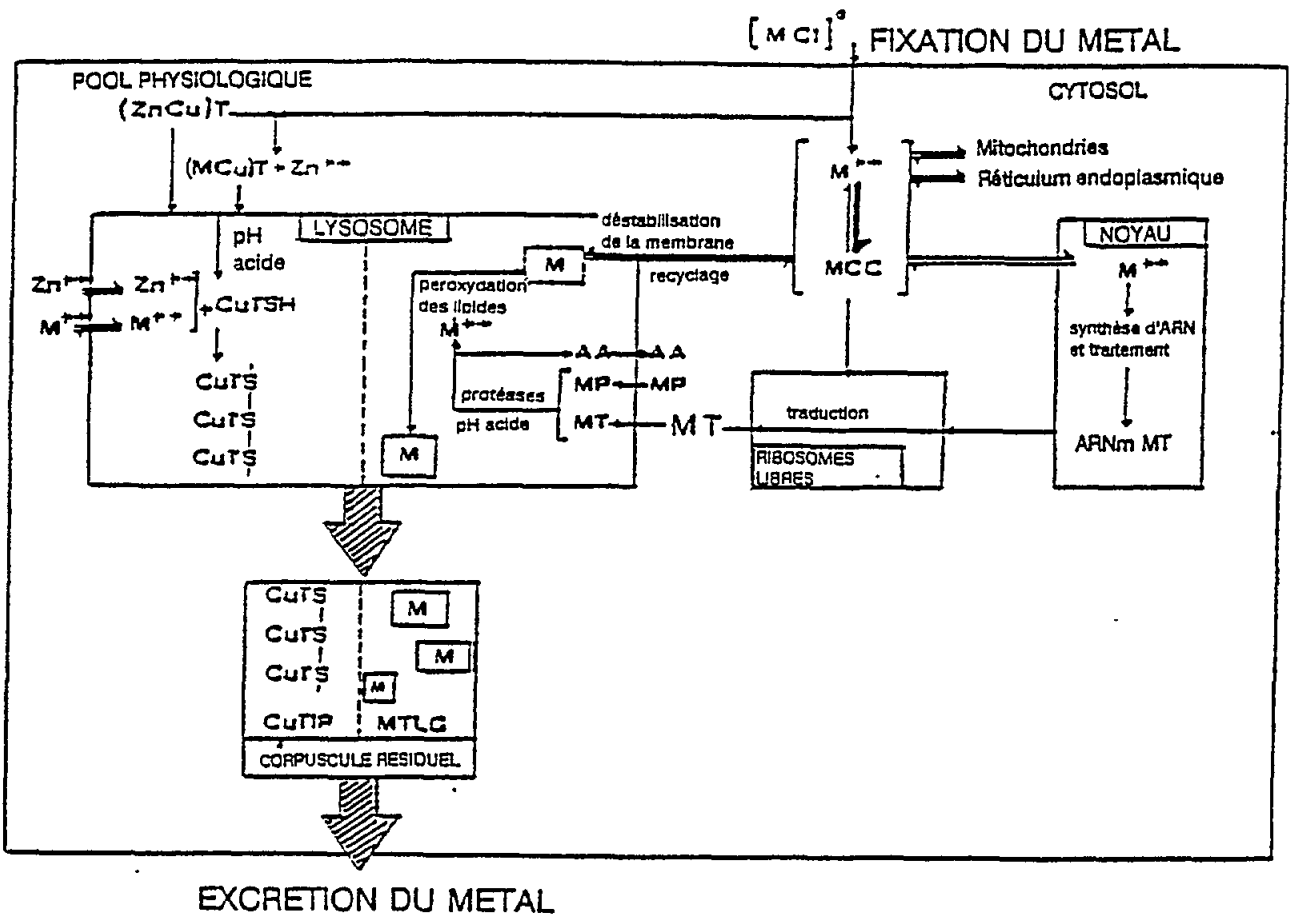 [MCl]°
FIXATION DU METAL
POOL PHYSIOLOGIQUE
CYTOSOL
(ZnCu)T
(MCu)T + Zn++
M++
Mitochondries
Réticulum endoplasmique
LYSOSOME
déstabilisation
de la membrane
recyclage
NOYAU
pH
acide
M
MCC
M++
Zn++
Zn++
peroxydation
des lipides
+CuTSH
M+
M++
M++
synthèse d'ARN
et traitement
AA
AA
CuTS
MP
MP
protéases
traduction
CuTS
pH acide
MT
MT
ARNm MT
CuTS
M
RIBOSOMES
LIBRES
CuTS
M
CuTS
M
CuTS
M
CuTIP
MTLG
CORPUSCULE RESIDUEL
EXCRETION DU METAL